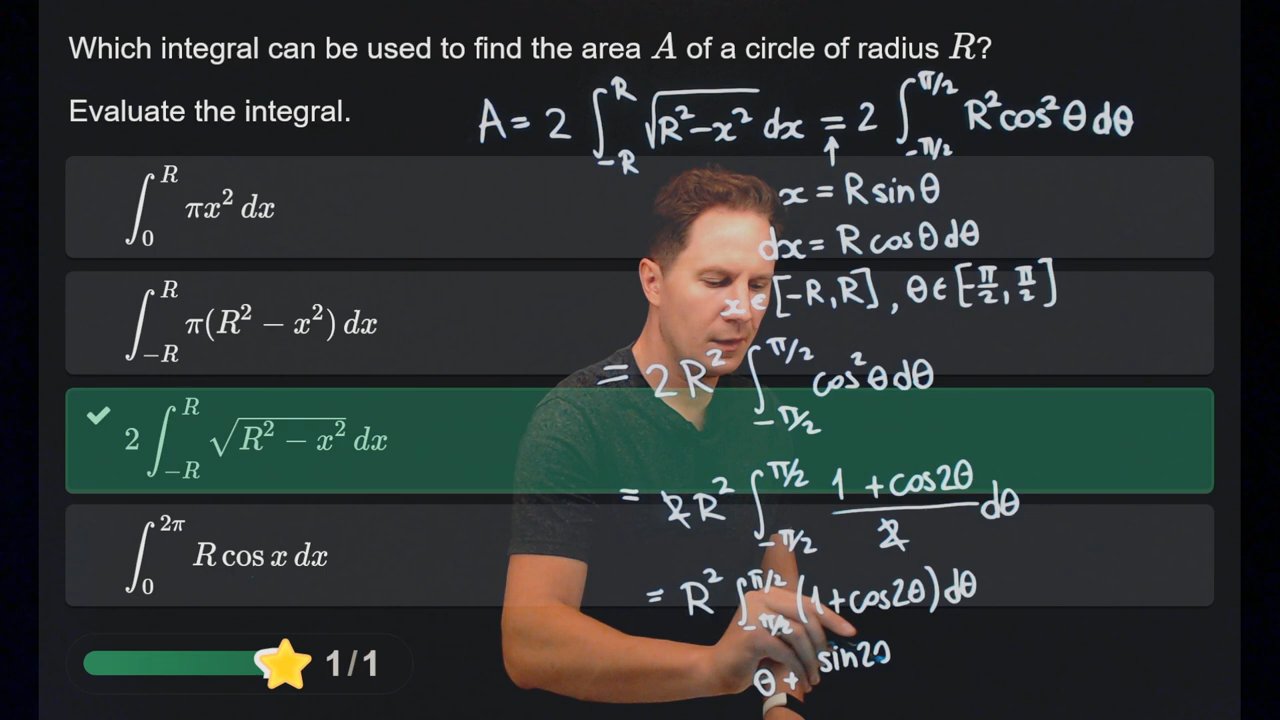 Which integral can be used to find the area A of a circle of radius R?
Evaluate the integral.
A = 2 ∫_{-R}^{R} √(R²-x²) dx = 2 ∫_{-π/2}^{π/2} R²cos²θ dθ
↑
x = R sin θ
dx = R cos θ dθ
x ∈ [-R, R], θ ∈ [-π/2, π/2]
= 2R² ∫_{-π/2}^{π/2} cos²θ dθ
= 2R² ∫_{-π/2}^{π/2} (1 + cos2θ)/2 dθ
= R² ∫_{-π/2}^{π/2} (1+cos2θ) dθ
θ + sin2θ
∫_{0}^{R} πx² dx
∫_{-R}^{R} π(R² − x²) dx
✓ 2 ∫_{-R}^{R} √(R² − x²) dx
∫_{0}^{2π} R cos x dx
1/1